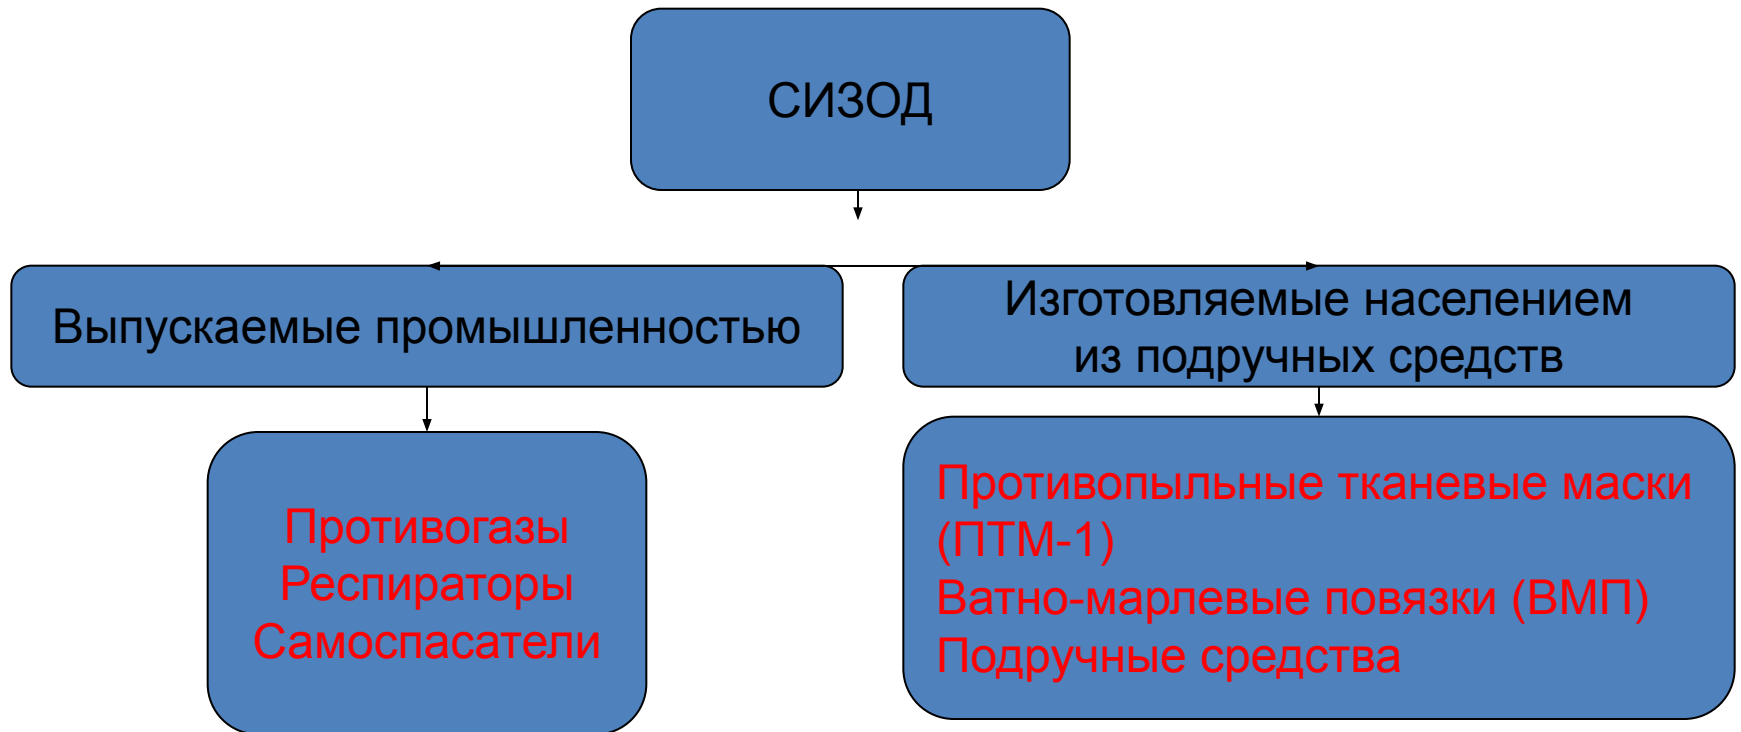 СИЗОД
Выпускаемые промышленностью
Изготовляемые населением
из подручных средств
Противогазы
Респираторы
Самоспасатели
Противопыльные тканевые маски
(ПТМ-1)
Ватно-марлевые повязки (ВМП)
Подручные средства